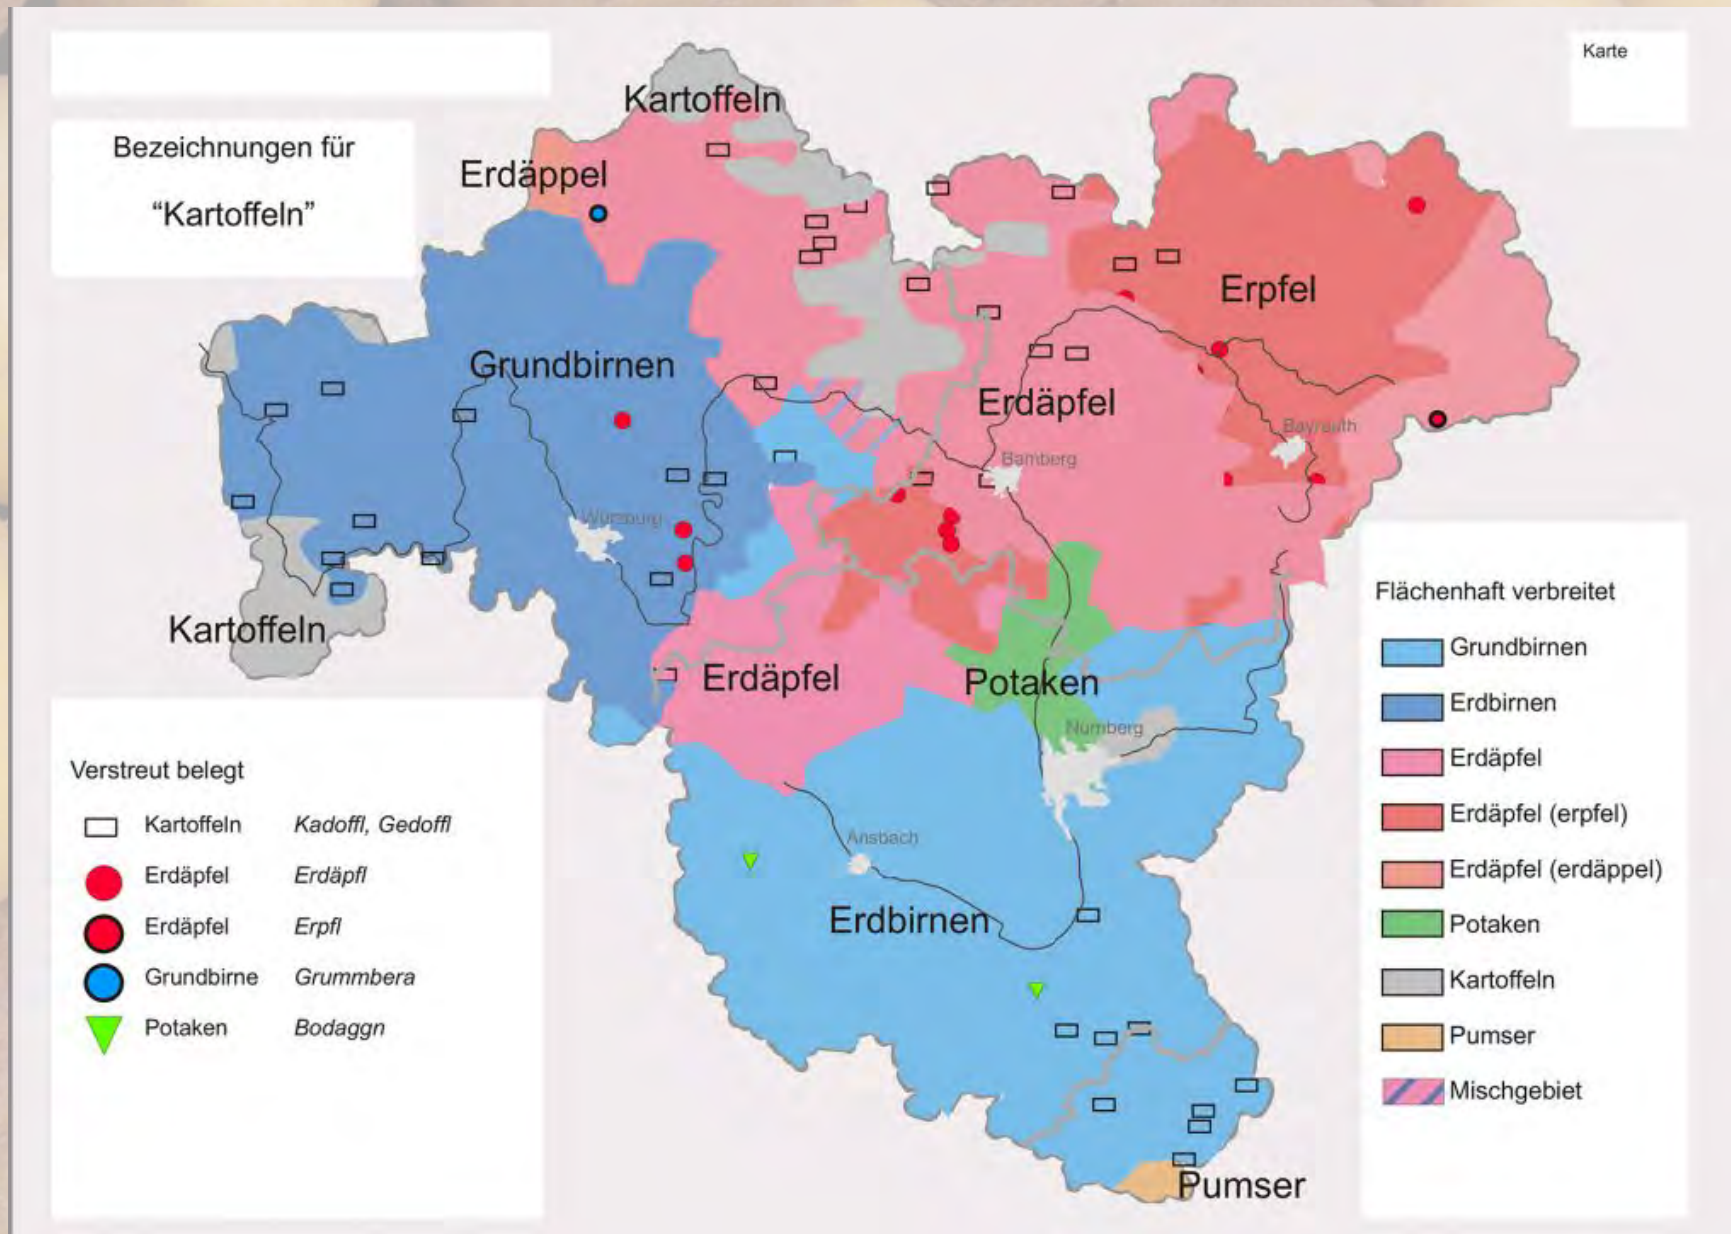 Karte
Bezeichnungen für
“Kartoffeln”
Kartoffeln
Erdäppel
Erpfel
Grundbirnen
Erdäpfel
Bayreuth
Bamberg
Würzburg
Kartoffeln
Erdäpfel
Potaken
Nürnberg
Ansbach
Erdbirnen
Pumser
Verstreut belegt
Kartoffeln Kadoffl, Gedoffl
Erdäpfel Erdäpfl
Erdäpfel Erpfl
Grundbirne Grummbera
Potaken Bodaggn
Flächenhaft verbreitet
Grundbirnen
Erdbirnen
Erdäpfel
Erdäpfel (erpfel)
Erdäpfel (erdäppel)
Potaken
Kartoffeln
Pumser
Mischgebiet